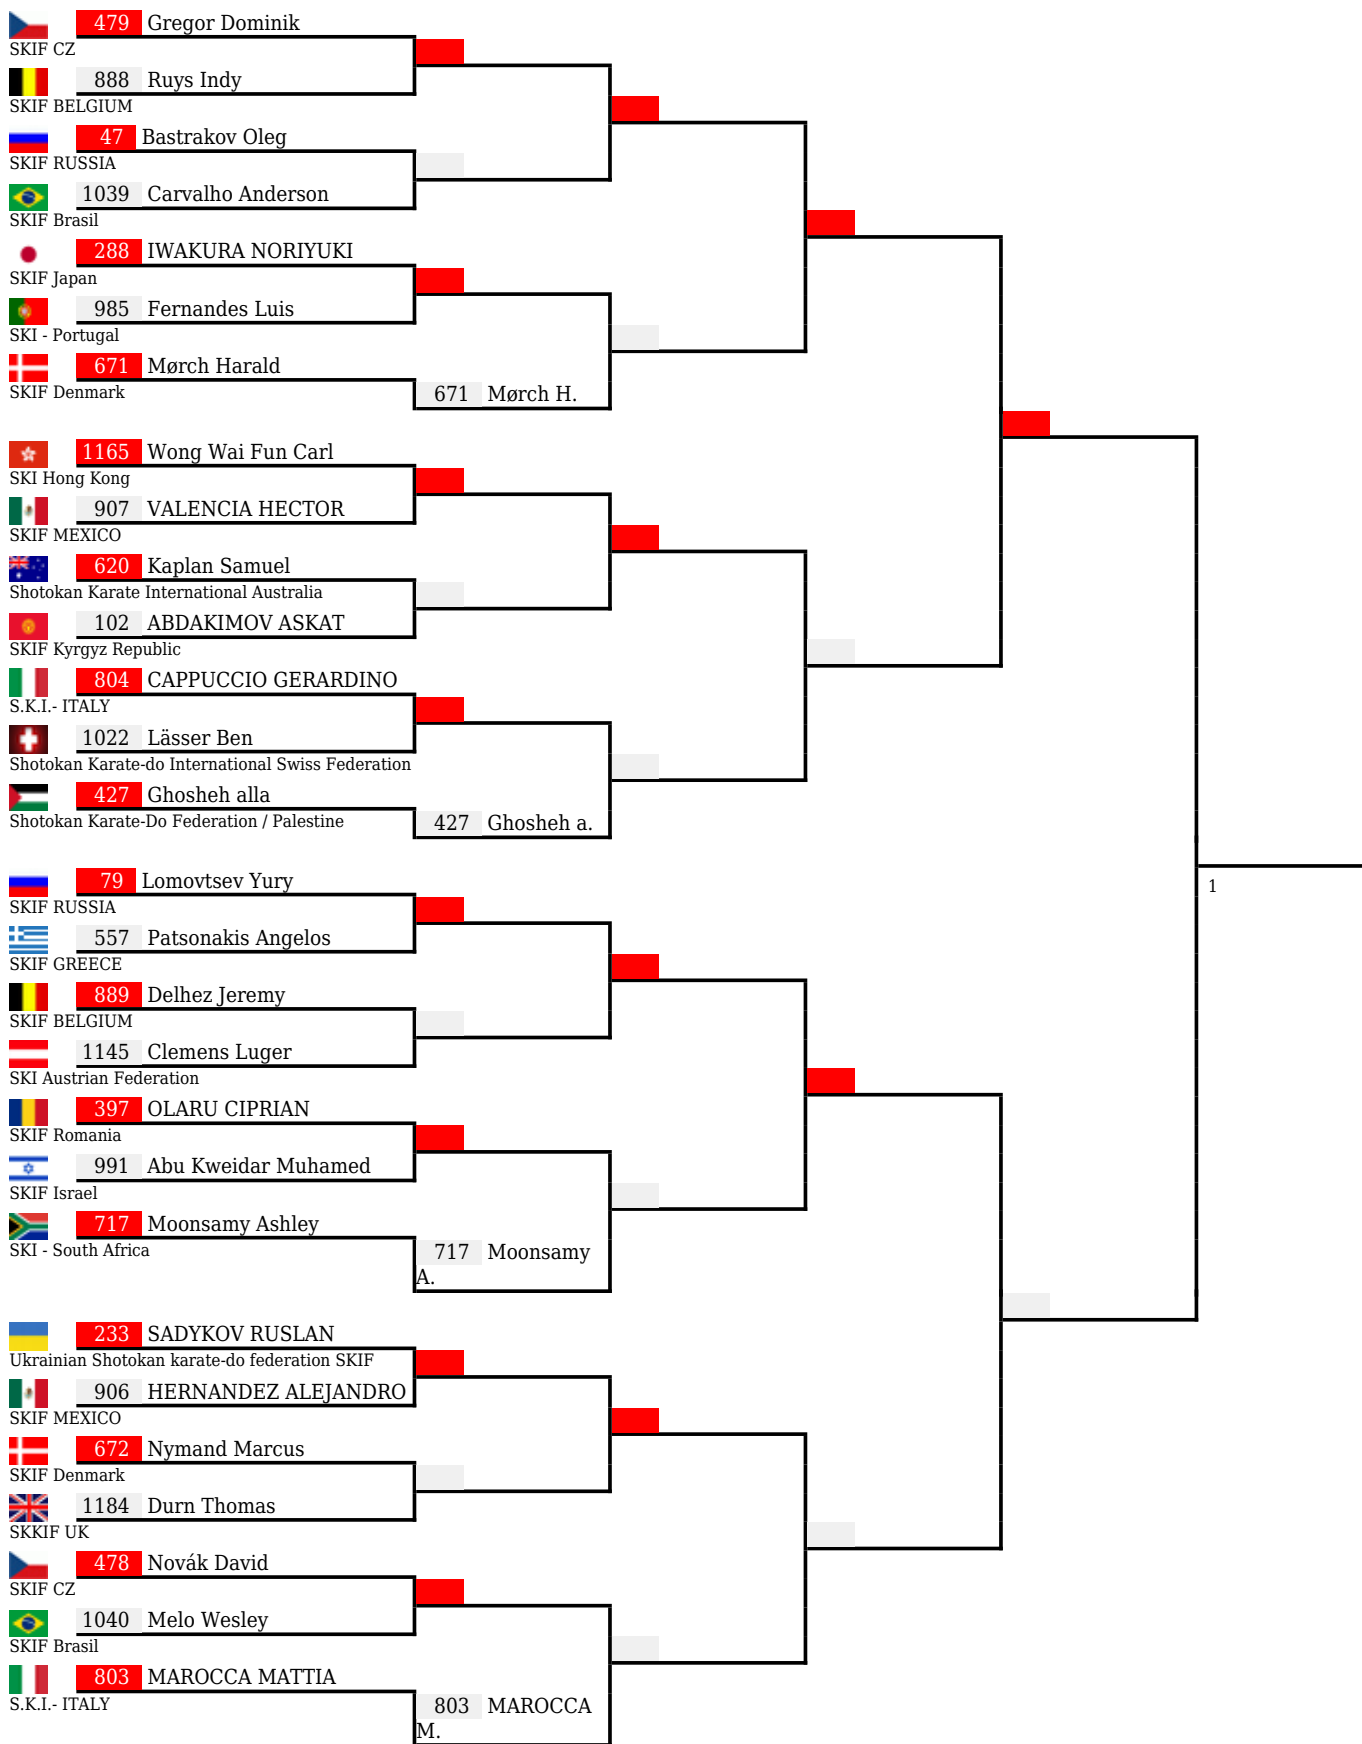 479 Gregor Dominik
SKIF CZ
888 Ruys Indy
SKIF BELGIUM
47 Bastrakov Oleg
SKIF RUSSIA
1039 Carvalho Anderson
SKIF Brasil
288 IWAKURA NORIYUKI
SKIF Japan
985 Fernandes Luis
SKI - Portugal
671 Mørch Harald
SKIF Denmark
671 Mørch H.
1165 Wong Wai Fun Carl
SKI Hong Kong
907 VALENCIA HECTOR
SKIF MEXICO
620 Kaplan Samuel
Shotokan Karate International Australia
102 ABDAKIMOV ASKAT
SKIF Kyrgyz Republic
804 CAPPUCCIO GERARDINO
S.K.I.- ITALY
1022 Lässer Ben
Shotokan Karate-do International Swiss Federation
427 Ghosheh alla
Shotokan Karate-Do Federation / Palestine
427 Ghosheh a.
79 Lomovtsev Yury
SKIF RUSSIA
1
557 Patsonakis Angelos
SKIF GREECE
889 Delhez Jeremy
SKIF BELGIUM
1145 Clemens Luger
SKI Austrian Federation
397 OLARU CIPRIAN
SKIF Romania
991 Abu Kweidar Muhamed
SKIF Israel
717 Moonsamy Ashley
SKI - South Africa
717 Moonsamy
A.
233 SADYKOV RUSLAN
Ukrainian Shotokan karate-do federation SKIF
906 HERNANDEZ ALEJANDRO
SKIF MEXICO
672 Nymand Marcus
SKIF Denmark
1184 Durn Thomas
SKKIF UK
478 Novák David
SKIF CZ
1040 Melo Wesley
SKIF Brasil
803 MAROCCA MATTIA
S.K.I.- ITALY
803 MAROCCA
M.